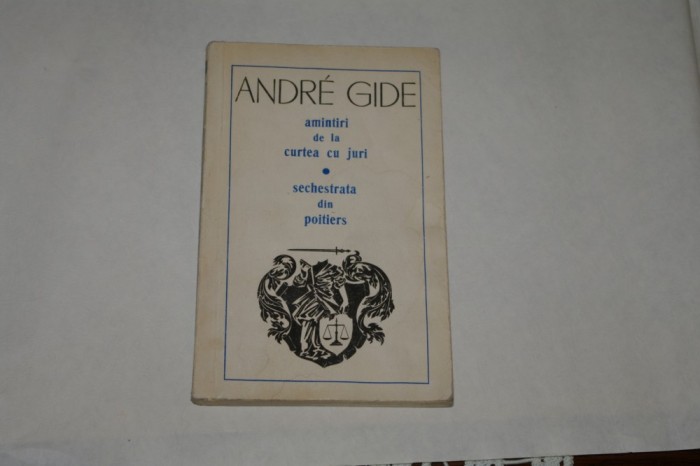 ANDRÉ GIDE
amintiri
de la
curtea cu juri
•
sechestrata
din
poitiers